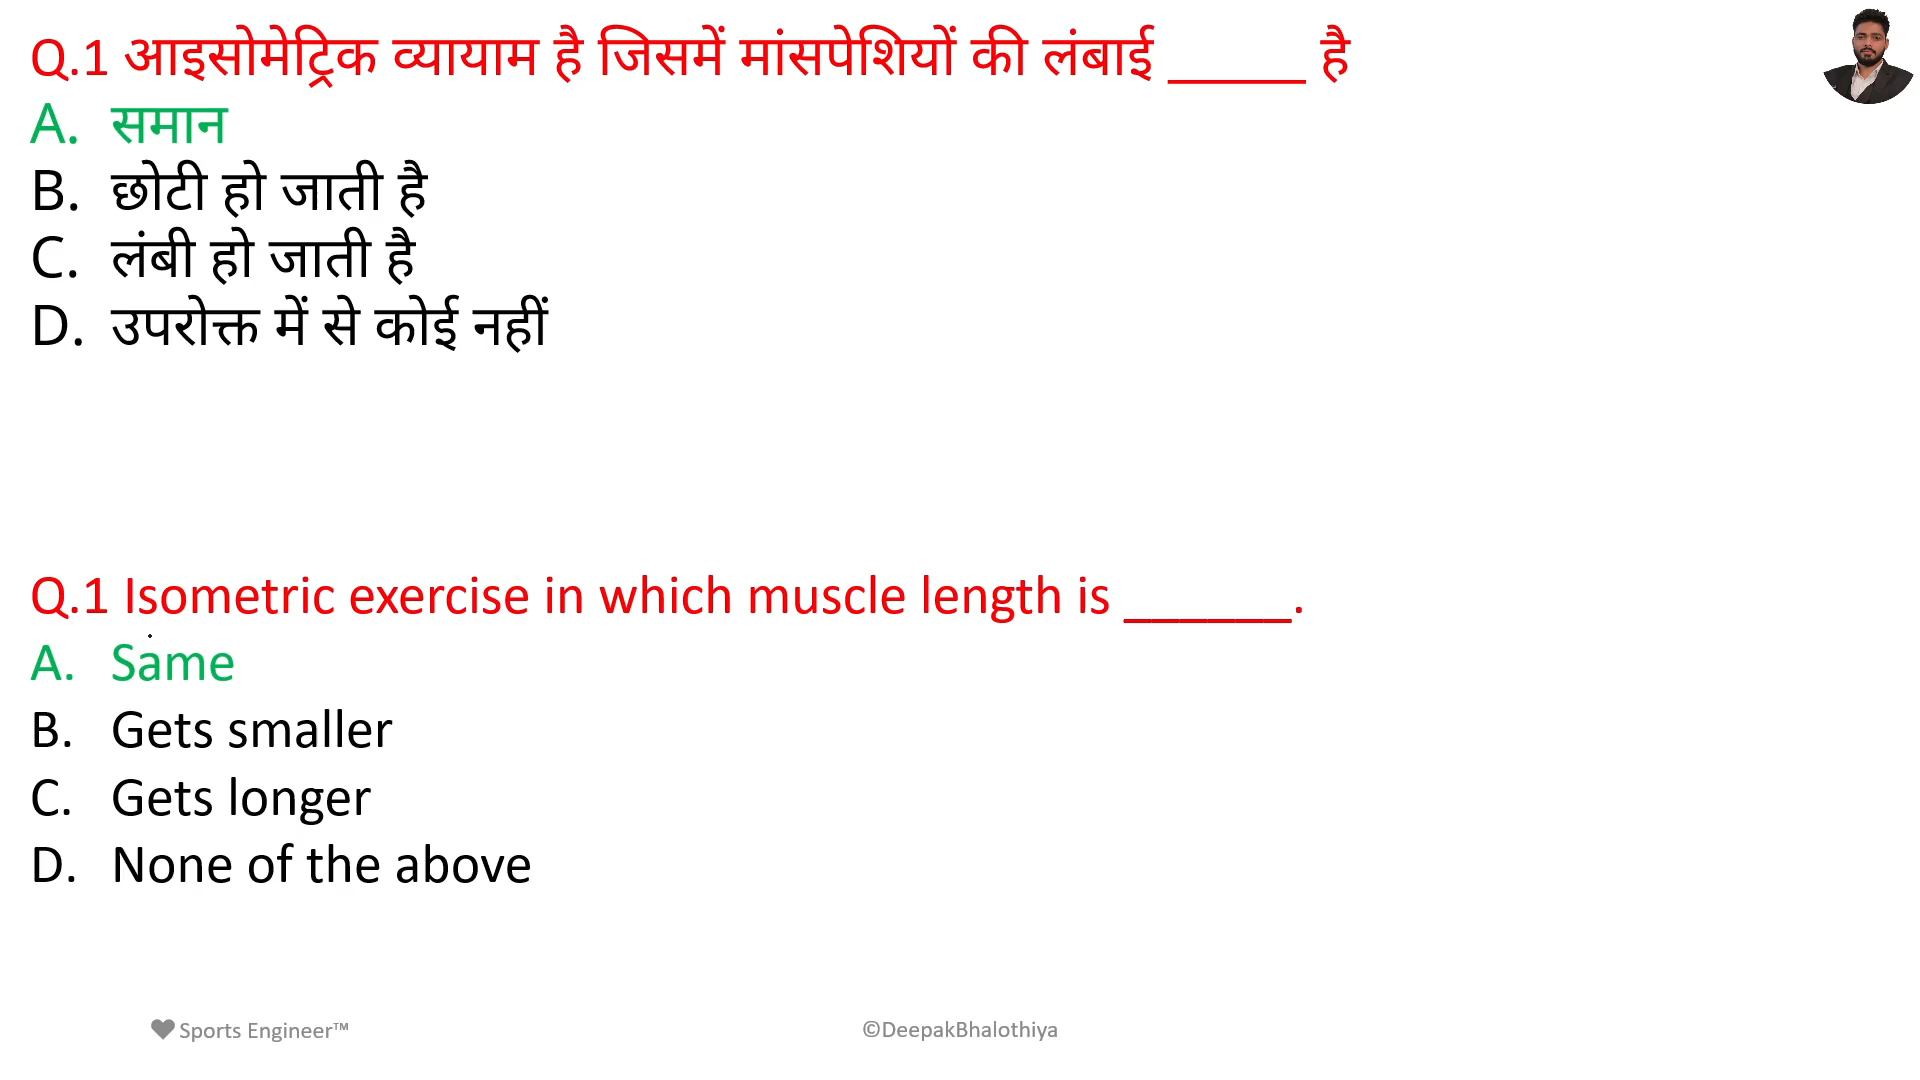 Q.1 आइसोमेट्रिक व्यायाम है जिसमें मांसपेशियों की लंबाई _____ है
A. समान
B. छोटी हो जाती है
C. लंबी हो जाती है
D. उपरोक्त में से कोई नहीं
Q.1 Isometric exercise in which muscle length is ______.
A. Same
B. Gets smaller
C. Gets longer
D. None of the above
Sports Engineer™
©DeepakBhalothiya